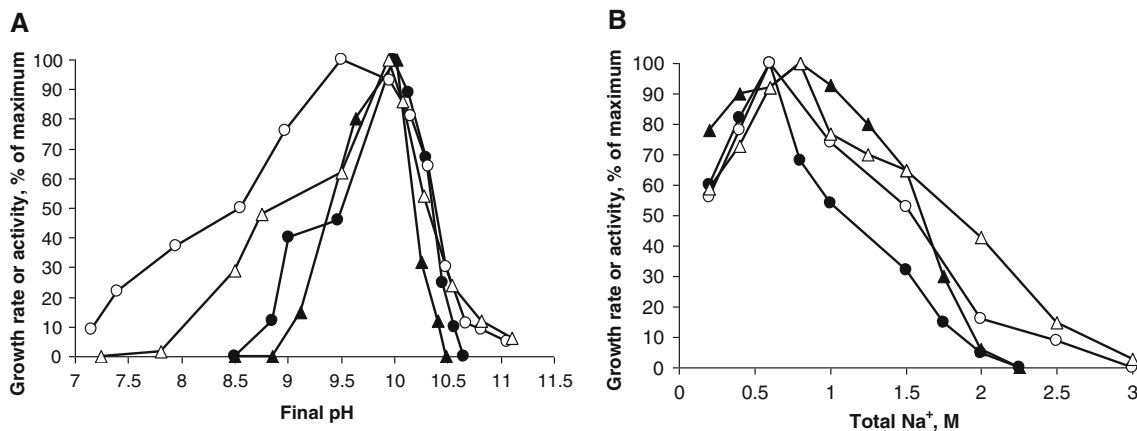 A
Growth rate or activity, % of maximum
100
90
80
70
60
50
40
30
20
10
0
7 7.5 8 8.5 9 9.5 10 10.5 11 11.5
Final pH
B
Growth rate or activity, % of maximum
100
90
80
70
60
50
40
30
20
10
0
0 0.5 1 1.5 2 2.5 3
Total Na⁺, M